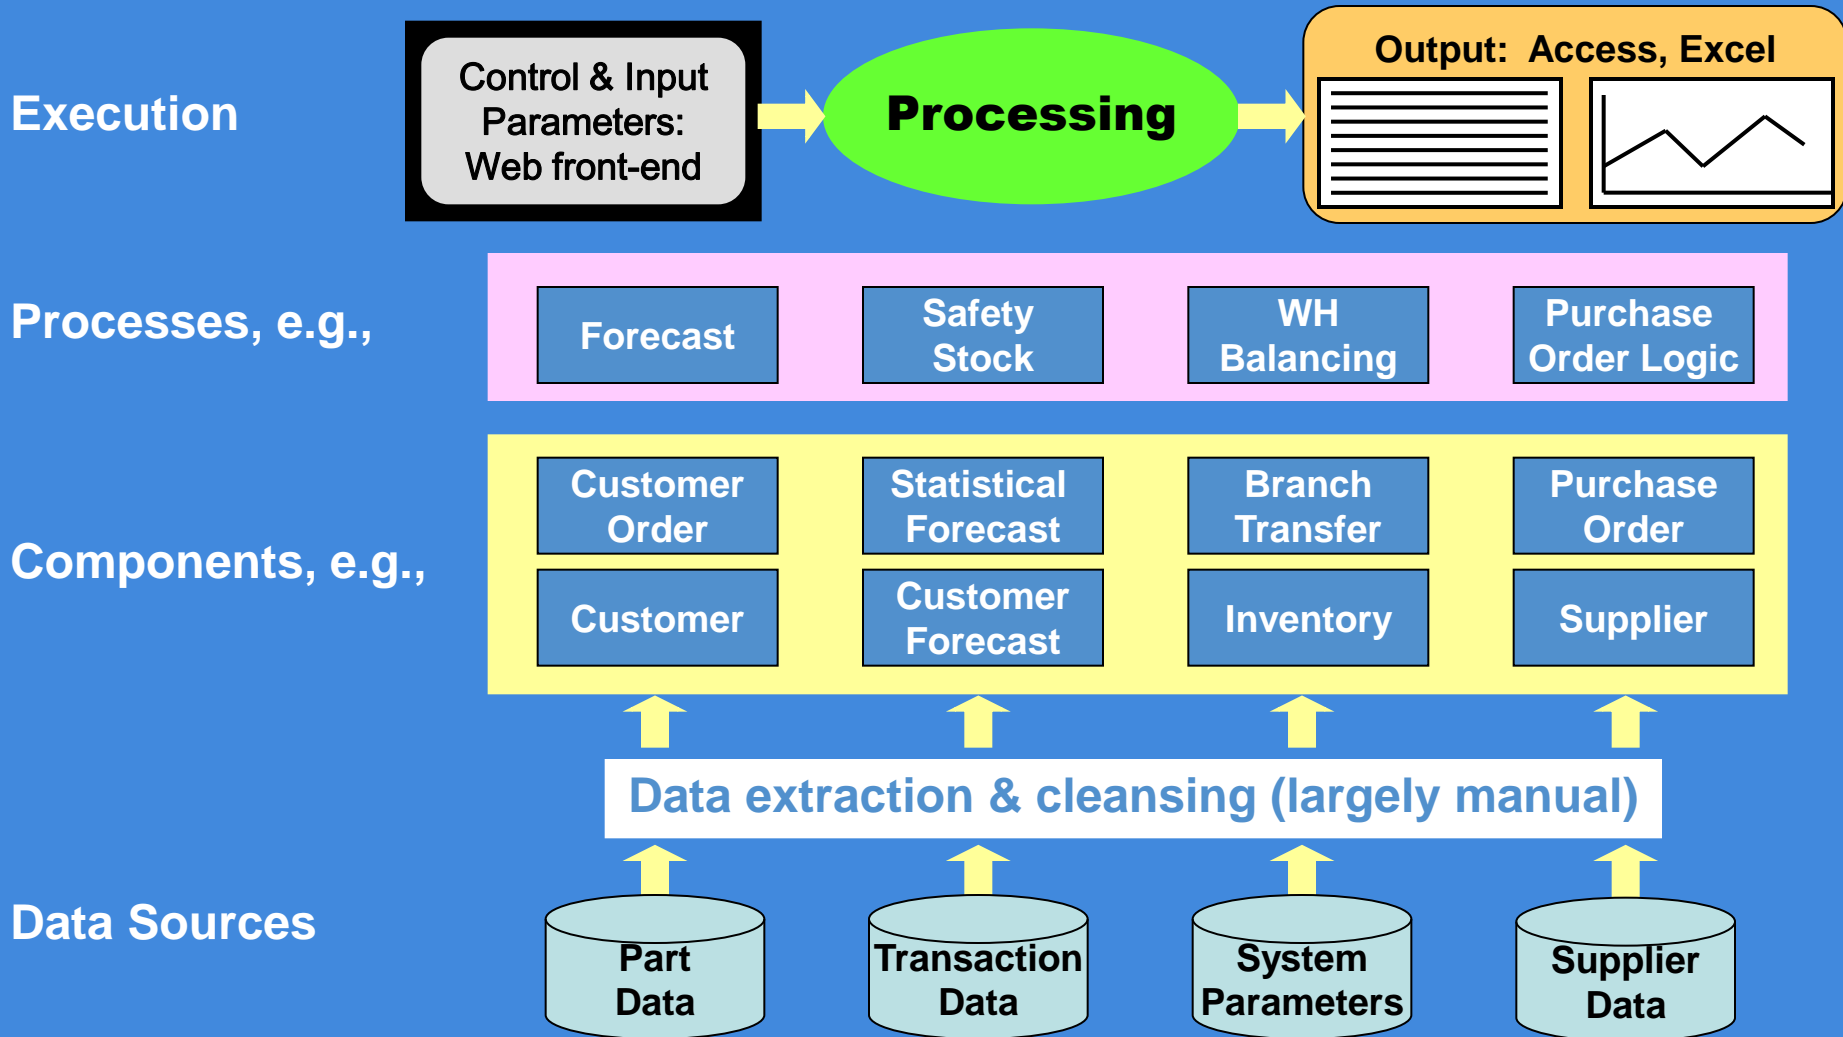 Execution
Control & Input
Parameters:
Web front-end
Processing
Output: Access, Excel
Processes, e.g.,
Forecast
Safety
Stock
WH
Balancing
Purchase
Order Logic
Components, e.g.,
Customer
Order
Statistical
Forecast
Branch
Transfer
Purchase
Order
Customer
Customer
Forecast
Inventory
Supplier
Data extraction & cleansing (largely manual)
Data Sources
Part
Data
Transaction
Data
System
Parameters
Supplier
Data